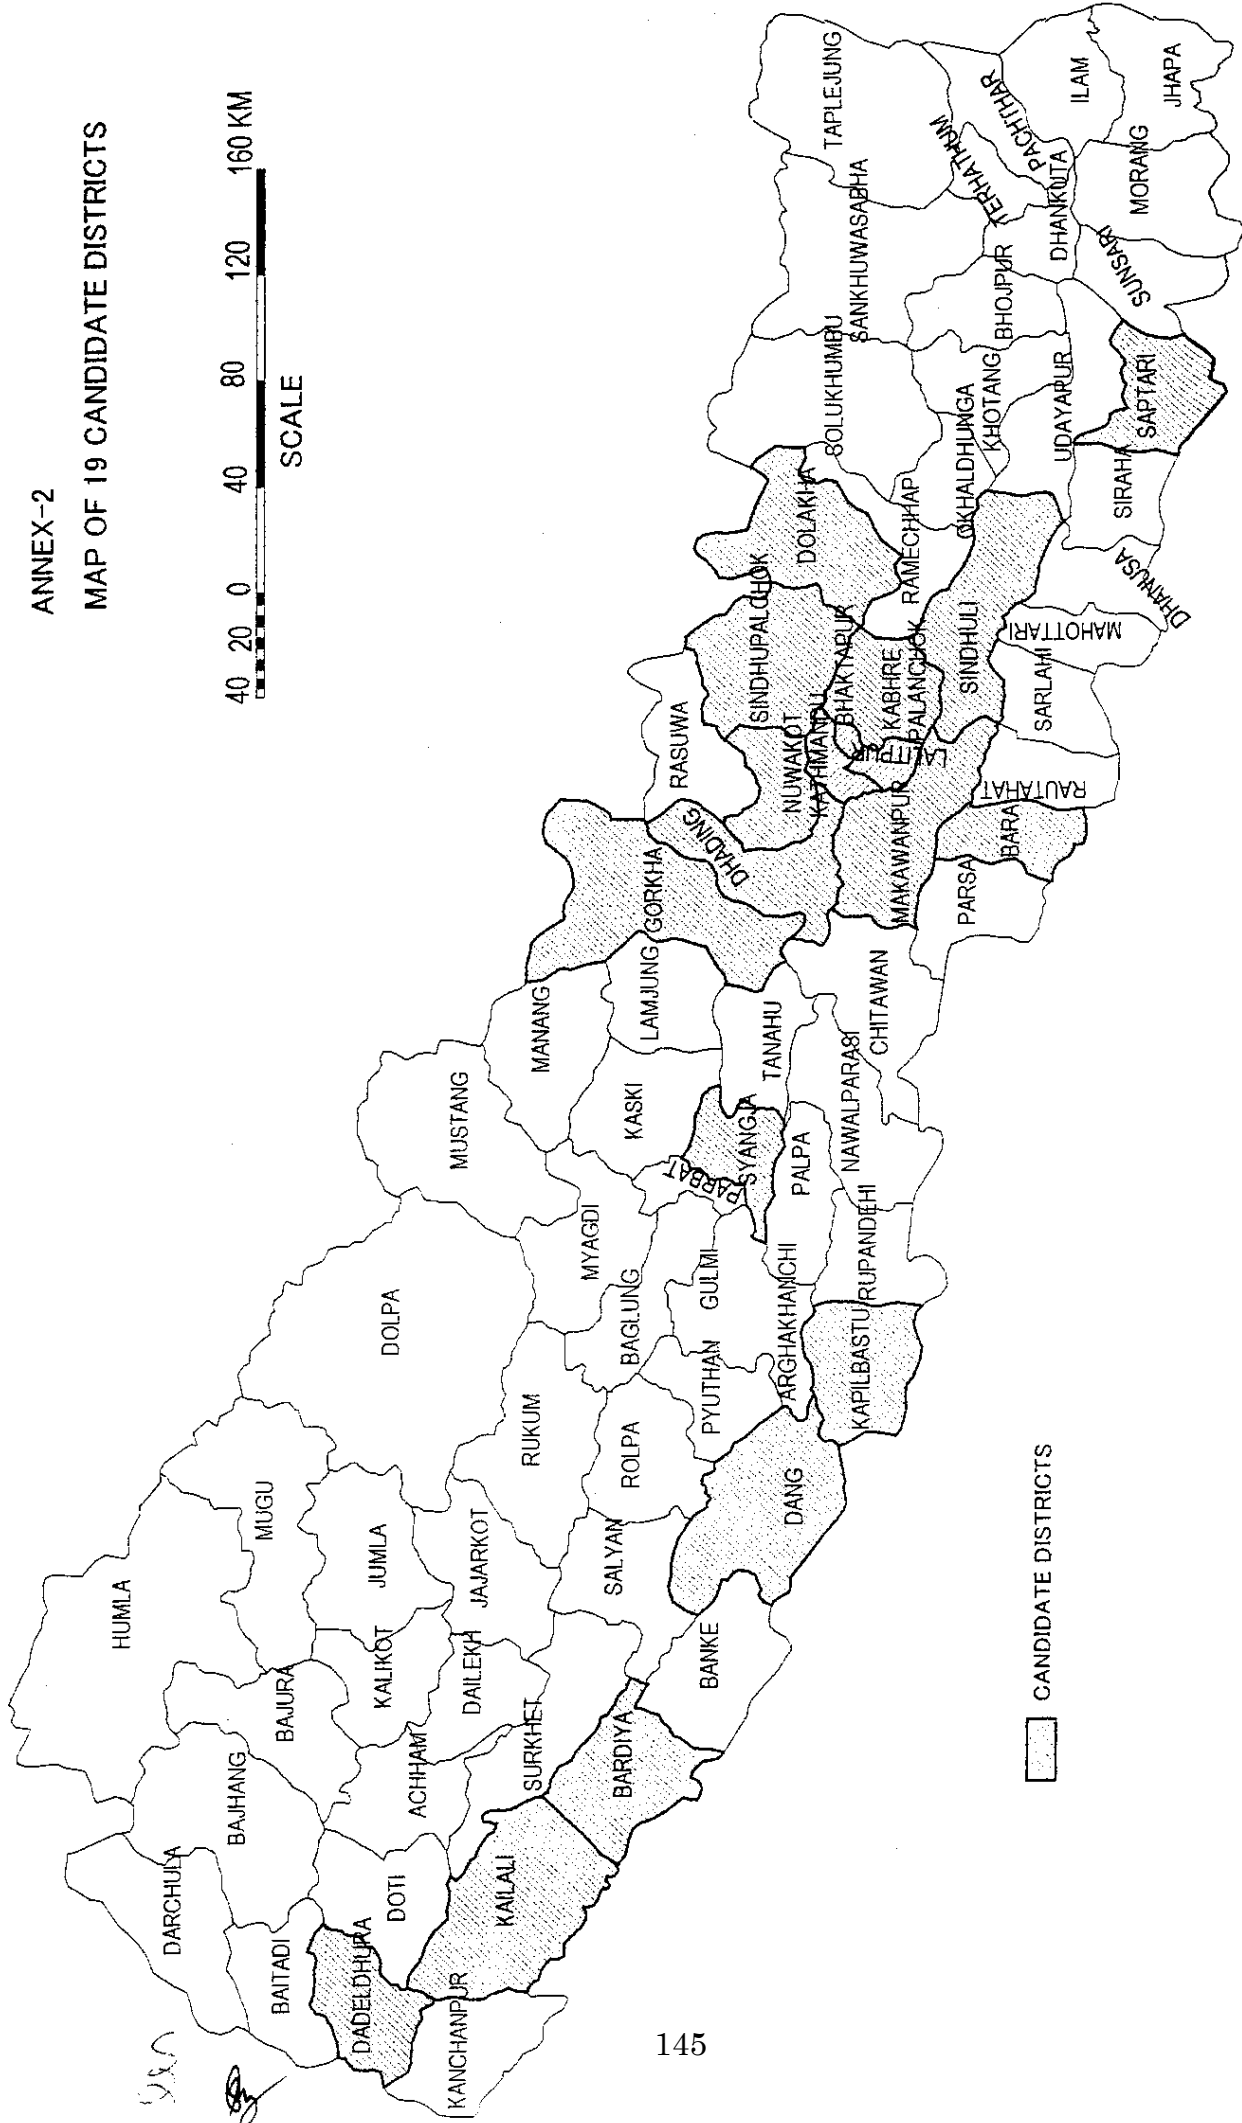 ANNEX-2
MAP OF 19 CANDIDATE DISTRICTS
40 20 0 40 80 120 160 KM
SCALE
HUMLA
DARCHULA
BAJHANG
BAJURA
MUGU
BAITADI
DADELDHURA
DOTI
ACHHAM
KALIKOT
JUMLA
DOLPA
KANCHANPUR
KAILALI
SURKHET
DAILEKH
JAJARKOT
RUKUM
MUSTANG
MANANG
BARDIYA
BANKE
SALYAN
ROLPA
BAGLUNG
MYAGDI
KASKI
LAMJUNG
GORKHA
DANG
PYUTHAN
GULMI
PARBAT
SYANGJA
TANAHU
DHADING
RASUWA
ARGHAKHANCHI
PALPA
KAPILBASTU
RUPANDEHI
NAWALPARASI
CHITAWAN
NUWAKOT
SINDHUPALCHOK
DOLAKHA
KATHMANDU
BHAKTAPUR
LALITPUR
KABHRE
PALANCHOK
MAKAWANPUR
PARSA
BARA
RAUTAHAT
SARLAHI
MAHOTTARI
DHANUSA
SINDHULI
RAMECHHAP
OKHALDHUNGA
SOLUKHUMBU
KHOTANG
UDAYAPUR
SIRAHA
SAPTARI
SANKHUWASABHA
BHOJPUR
TAPLEJUNG
TERHATHUM
PACHTHAR
DHANKUTA
SUNSARI
MORANG
ILAM
JHAPA
CANDIDATE DISTRICTS
145